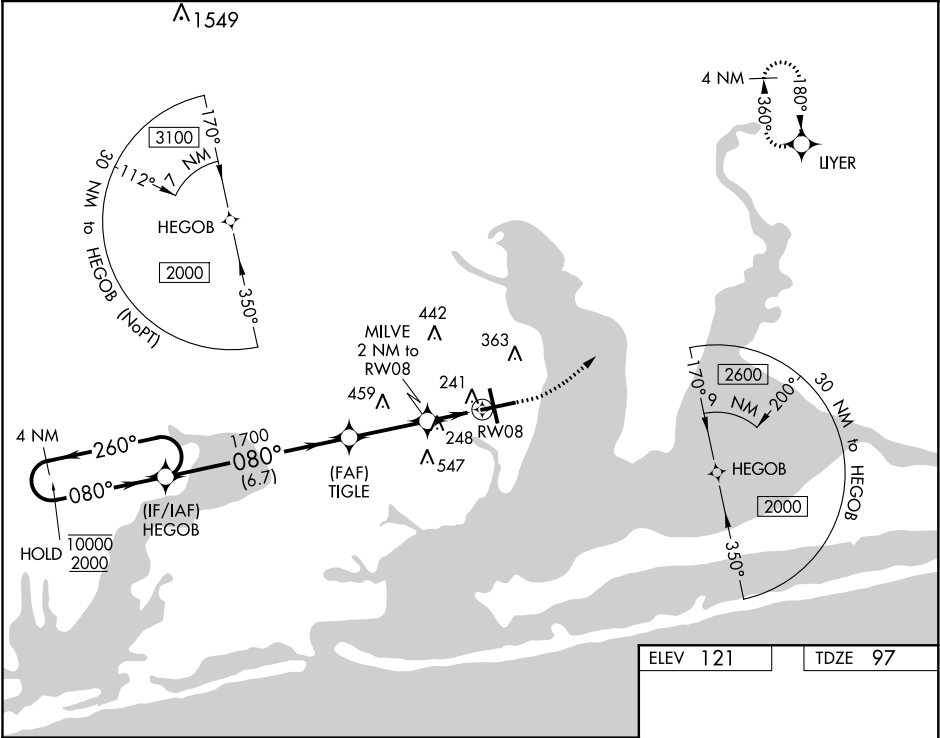 1549
4 NM
360°
180°
LIYER
3100
170°
7 NM
112°
30 NM to HEGOB (NoPT)
HEGOB
2000
350°
442
MILVE
2 NM to
RW08
363
459
241
248
RW08
547
2600
170°
9 NM
200°
30 NM to HEGOB
HEGOB
2000
350°
4 NM
260°
1700
080°
(6.7)
080°
(FAF)
TIGLE
(IF/IAF)
HEGOB
HOLD
10000
2000
ELEV 121
TDZE 97